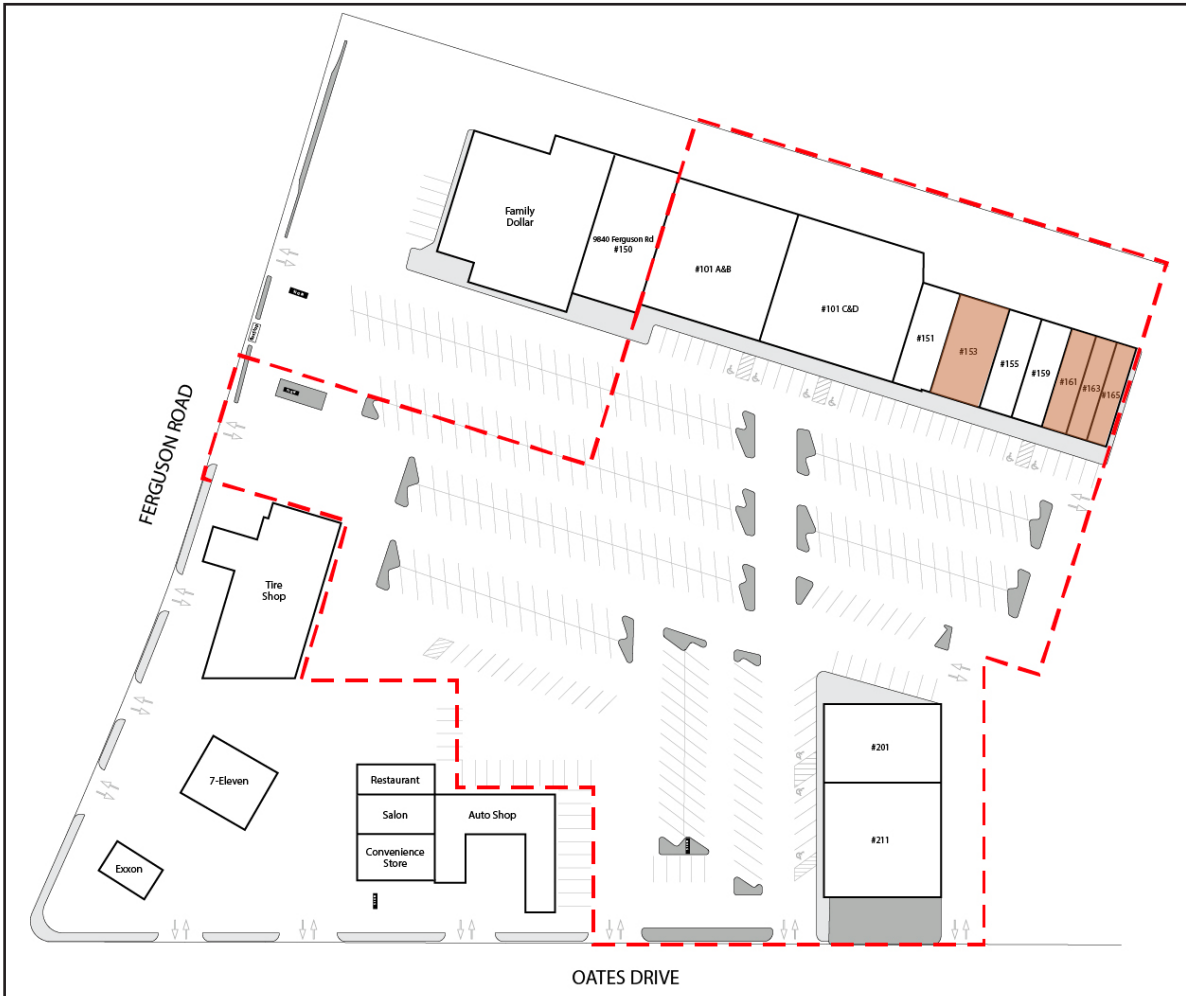 Family
Dollar
9840 Ferguson Rd
#150
#101 A&B
#101 C&D
#151
#153
#155
#159
#161
#163
#165
FERGUSON ROAD
Tire
Shop
7-Eleven
Exxon
Restaurant
Salon
Convenience
Store
Auto Shop
#201
#211
OATES DRIVE